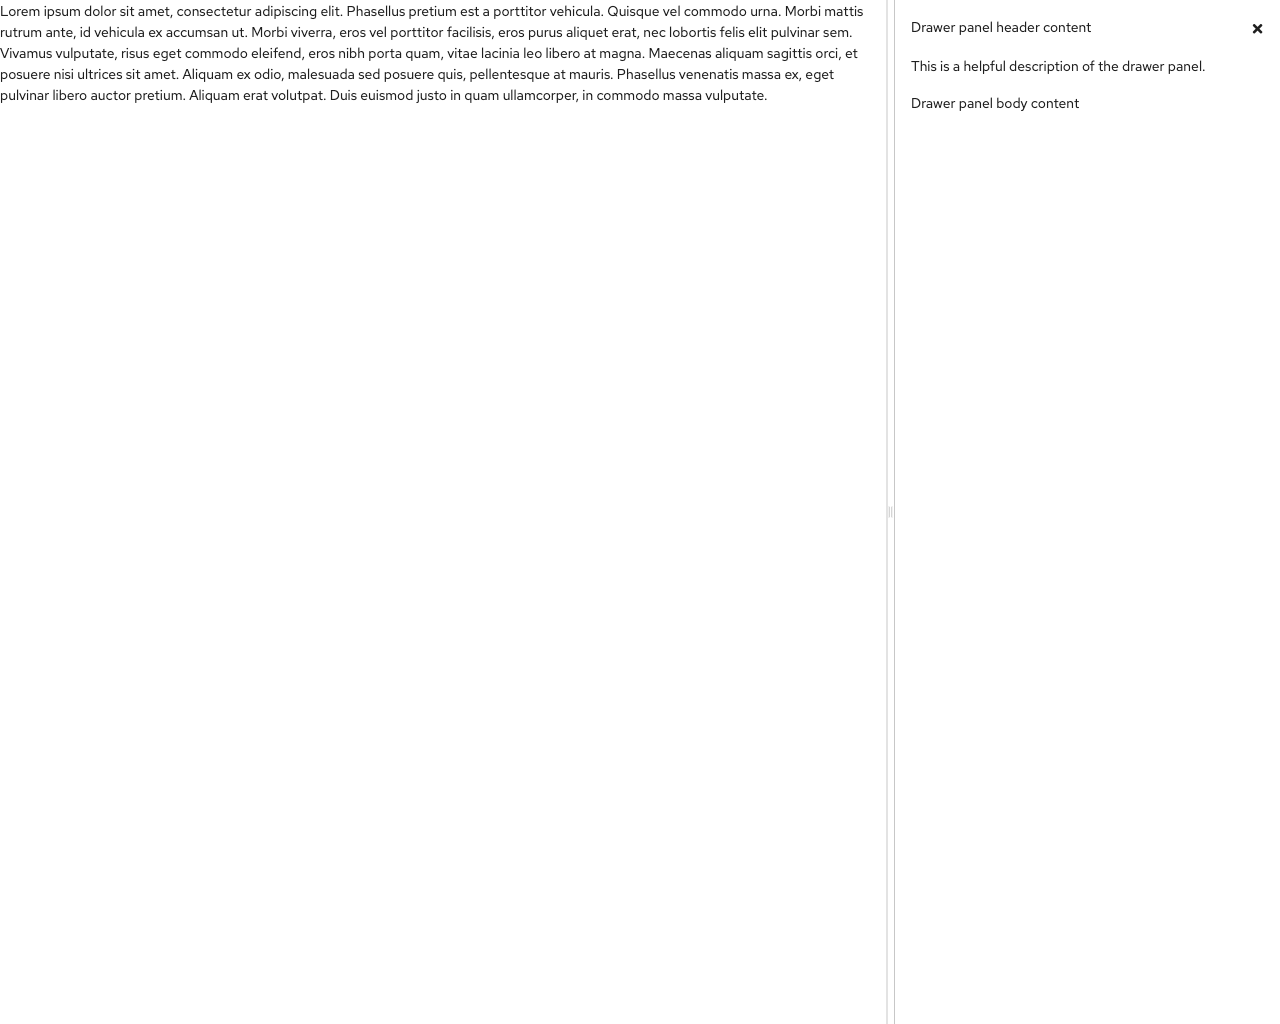 Lorem ipsum dolor sit amet, consectetur adipiscing elit. Phasellus pretium est a porttitor vehicula. Quisque vel commodo urna. Morbi mattis
rutrum ante, id vehicula ex accumsan ut. Morbi viverra, eros vel porttitor facilisis, eros purus aliquet erat, nec lobortis felis elit pulvinar sem.
Vivamus vulputate, risus eget commodo eleifend, eros nibh porta quam, vitae lacinia leo libero at magna. Maecenas aliquam sagittis orci, et
posuere nisi ultrices sit amet. Aliquam ex odio, malesuada sed posuere quis, pellentesque at mauris. Phasellus venenatis massa ex, eget
pulvinar libero auctor pretium. Aliquam erat volutpat. Duis euismod justo in quam ullamcorper, in commodo massa vulputate.
Drawer panel header content
This is a helpful description of the drawer panel.
Drawer panel body content